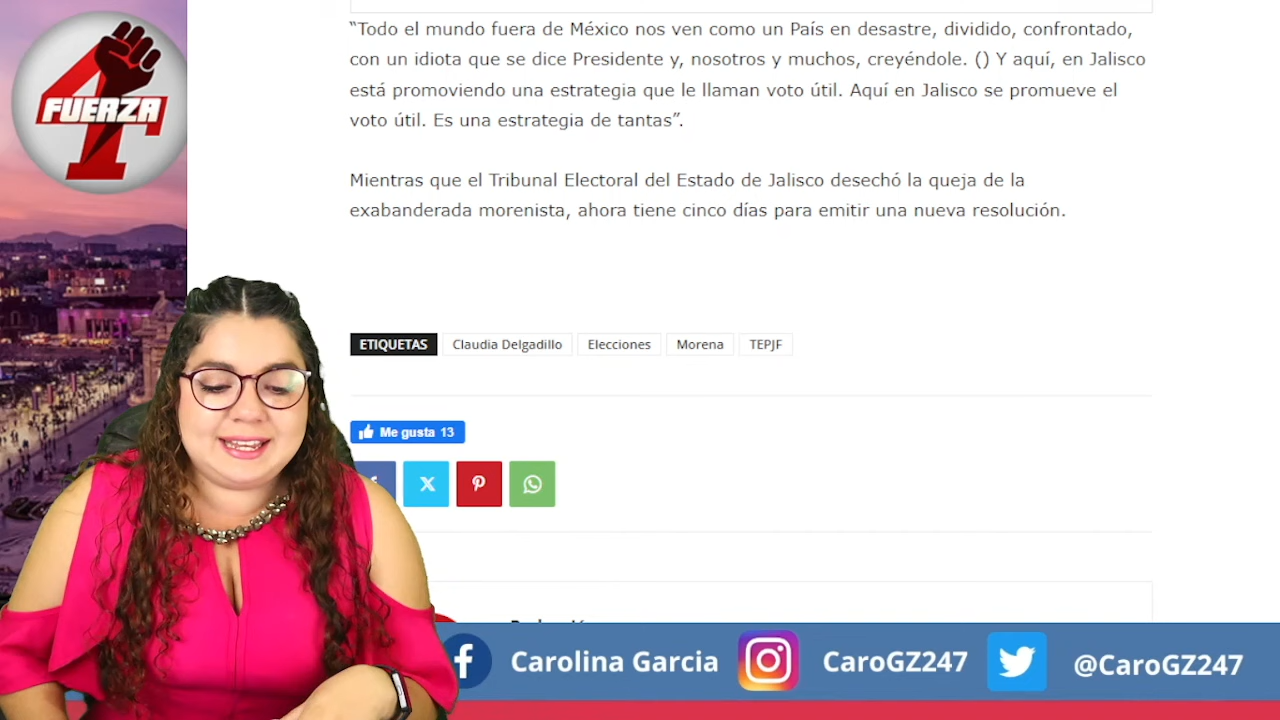 4
FUERZA
T
“Todo el mundo fuera de México nos ven como un País en desastre, dividido, confrontado,
con un idiota que se dice Presidente y, nosotros y muchos, creyéndole. () Y aquí, en Jalisco
está promoviendo una estrategia que le llaman voto útil. Aquí en Jalisco se promueve el
voto útil. Es una estrategia de tantas”.
Mientras que el Tribunal Electoral del Estado de Jalisco desechó la queja de la
exabanderada morenista, ahora tiene cinco días para emitir una nueva resolución.
ETIQUETAS Claudia Delgadillo Elecciones Morena TEPJF
Me gusta 13
Carolina Garcia CaroGZ247 @CaroGZ247